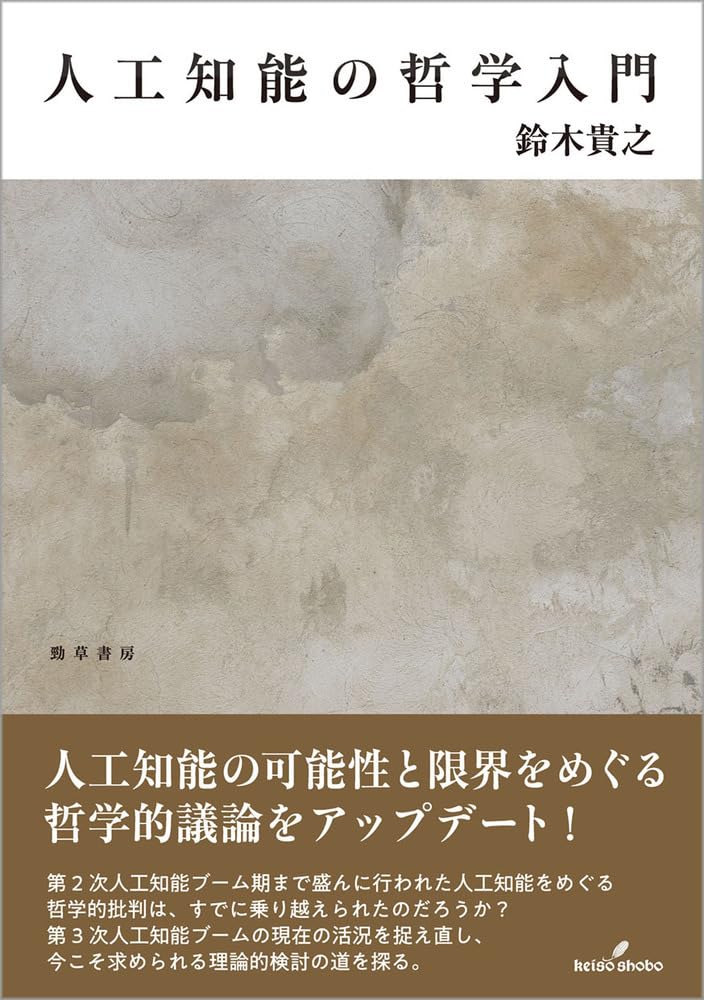 人工知能の哲学入門
鈴木貴之
勁草書房
人工知能の可能性と限界をめぐる
哲学的議論をアップデート！
第２次人工知能ブーム期まで盛んに行われた人工知能をめぐる
哲学的批判は、すでに乗り越えられたのだろうか？
第３次人工知能ブームの現在の活況を捉え直し、
今こそ求められる理論的検討の道を探る。
keiso shobo